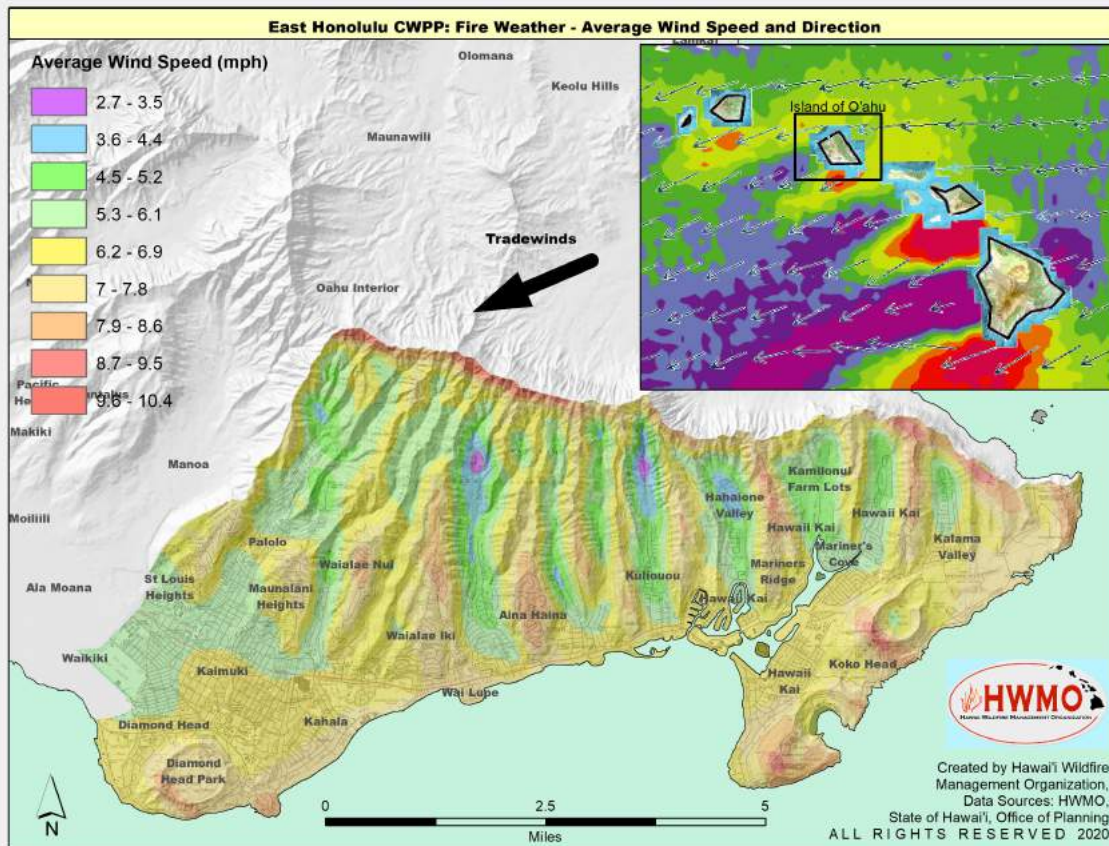 East Honolulu CWPP: Fire Weather - Average Wind Speed and Direction
Average Wind Speed (mph)
2.7 - 3.5
3.6 - 4.4
4.5 - 5.2
5.3 - 6.1
6.2 - 6.9
7 - 7.8
7.9 - 8.6
8.7 - 9.5
9.6 - 10.4
Olomana
Keolu Hills
Maunawili
Island of O'ahu
Tradewinds
Oahu Interior
Pacific
Makiki
Manoa
Moiliili
Ala Moana
Waikiki
Palolo
St Louis
Heights
Maunalani
Heights
Waialae Nui
Waialae Iki
Aina Haina
Kuliouou
Hahaione
Valley
Kamilonui
Farm Lots
Hawaii Kai
Mariner's
Cove
Mariners
Ridge
Hawaii Kai
Hawaii Kai
Kalama
Valley
Kaimuki
Wai Lupe
Hawaii
Kai
Koko Head
Diamond Head
Kahala
Diamond
Head Park
N
0
2.5
5
Miles
HWMO
HAWAII WILDFIRE MANAGEMENT ORGANIZATION
Created by Hawai'i Wildfire
Management Organization,
Data Sources: HWMO,
State of Hawai'i, Office of Planning
ALL RIGHTS RESERVED 2020